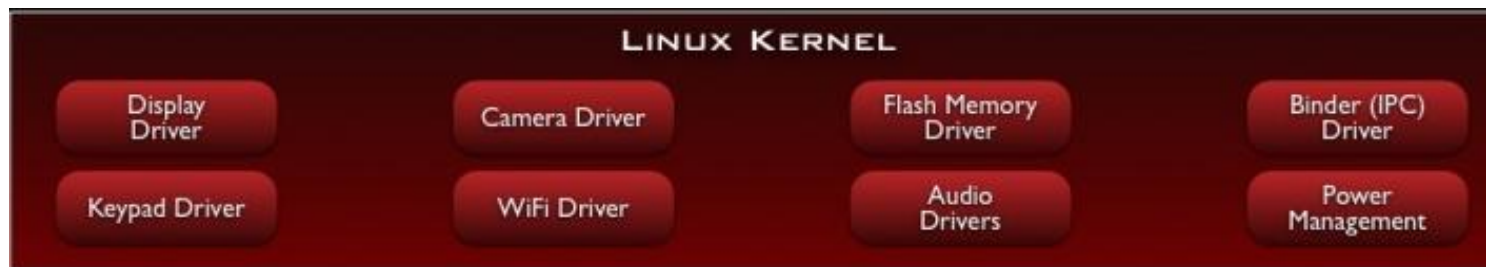 LINUX KERNEL
Display
Driver
Camera Driver
Flash Memory
Driver
Binder (IPC)
Driver
Keypad Driver
WiFi Driver
Audio
Drivers
Power
Management